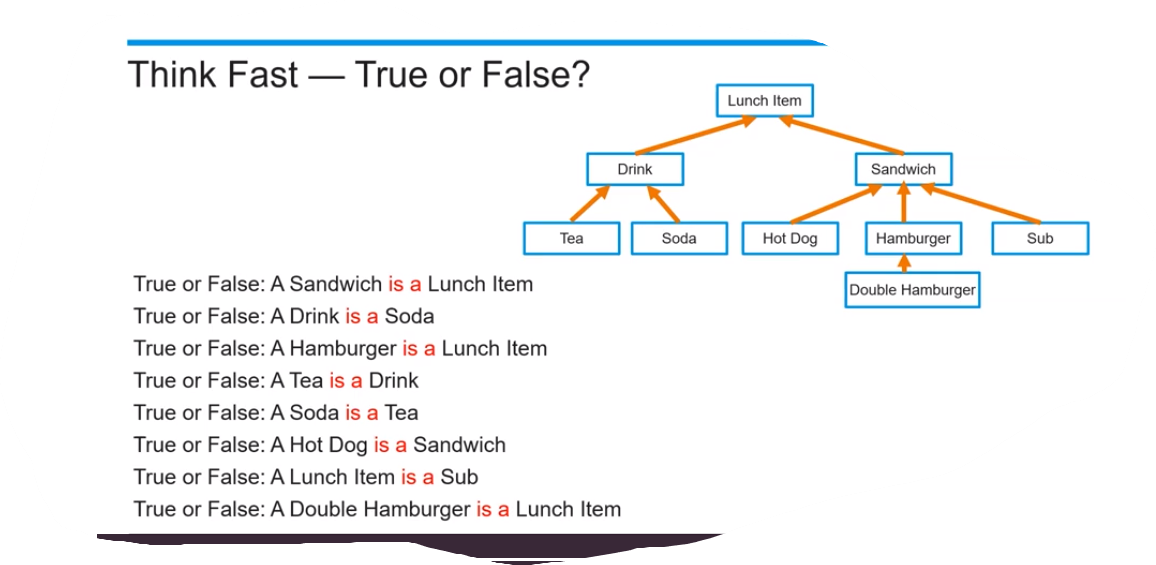 Think Fast — True or False?
Lunch Item
Drink
Sandwich
Tea
Soda
Hot Dog
Hamburger
Sub
Double Hamburger
True or False: A Sandwich is a Lunch Item
True or False: A Drink is a Soda
True or False: A Hamburger is a Lunch Item
True or False: A Tea is a Drink
True or False: A Soda is a Tea
True or False: A Hot Dog is a Sandwich
True or False: A Lunch Item is a Sub
True or False: A Double Hamburger is a Lunch Item